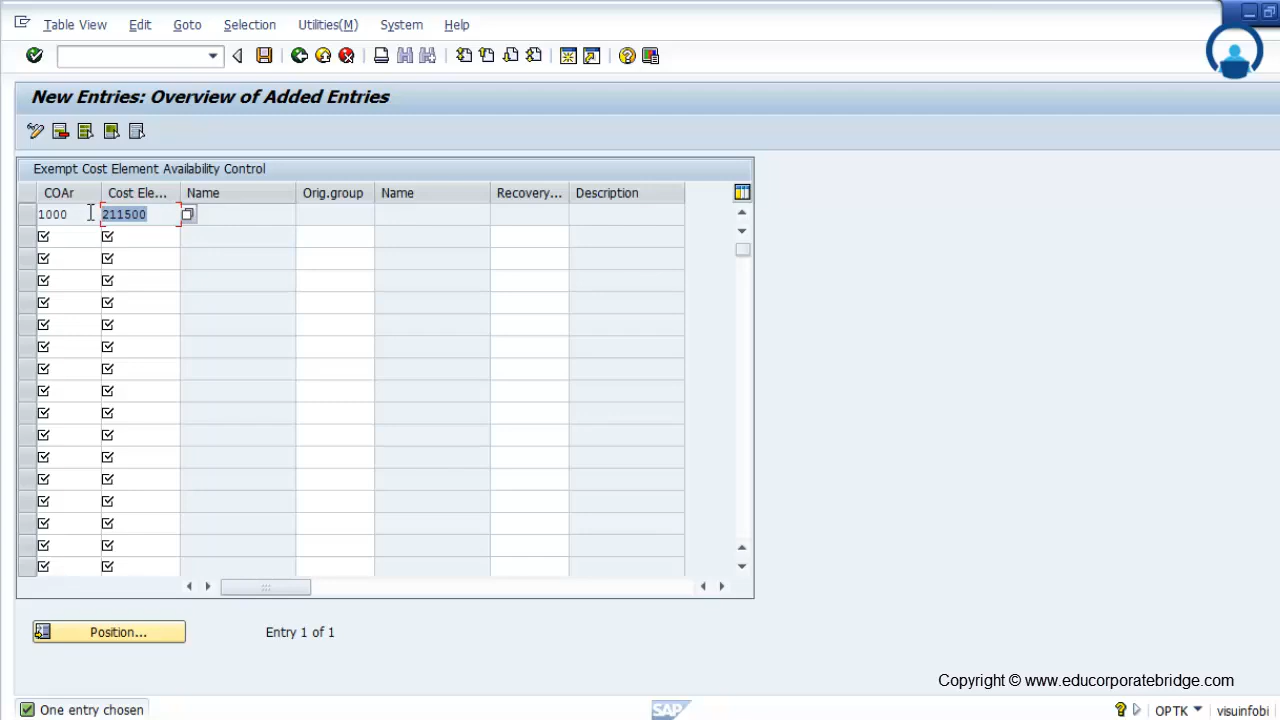 Table View Edit Goto Selection Utilities(M) System Help
New Entries: Overview of Added Entries
Exempt Cost Element Availability Control
COAr Cost Ele... Name Orig.group Name Recovery... Description
1000 211500
Position... Entry 1 of 1
Copyright © www.educorporatebridge.com
One entry chosen SAP OPTK visuinfobi